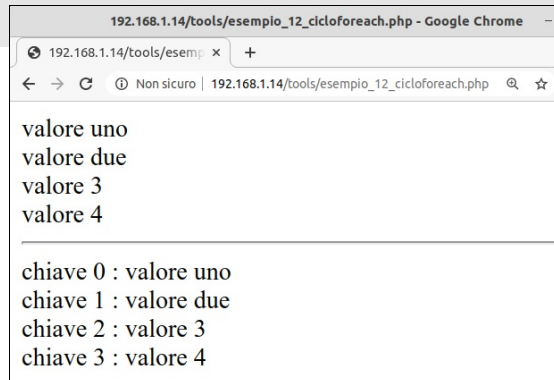 192.168.1.14/tools/esempio_12_cicloforeach.php - Google Chrome
192.168.1.14/tools/esemp
Non sicuro | 192.168.1.14/tools/esempio_12_cicloforeach.php
valore uno
valore due
valore 3
valore 4
chiave 0 : valore uno
chiave 1 : valore due
chiave 2 : valore 3
chiave 3 : valore 4